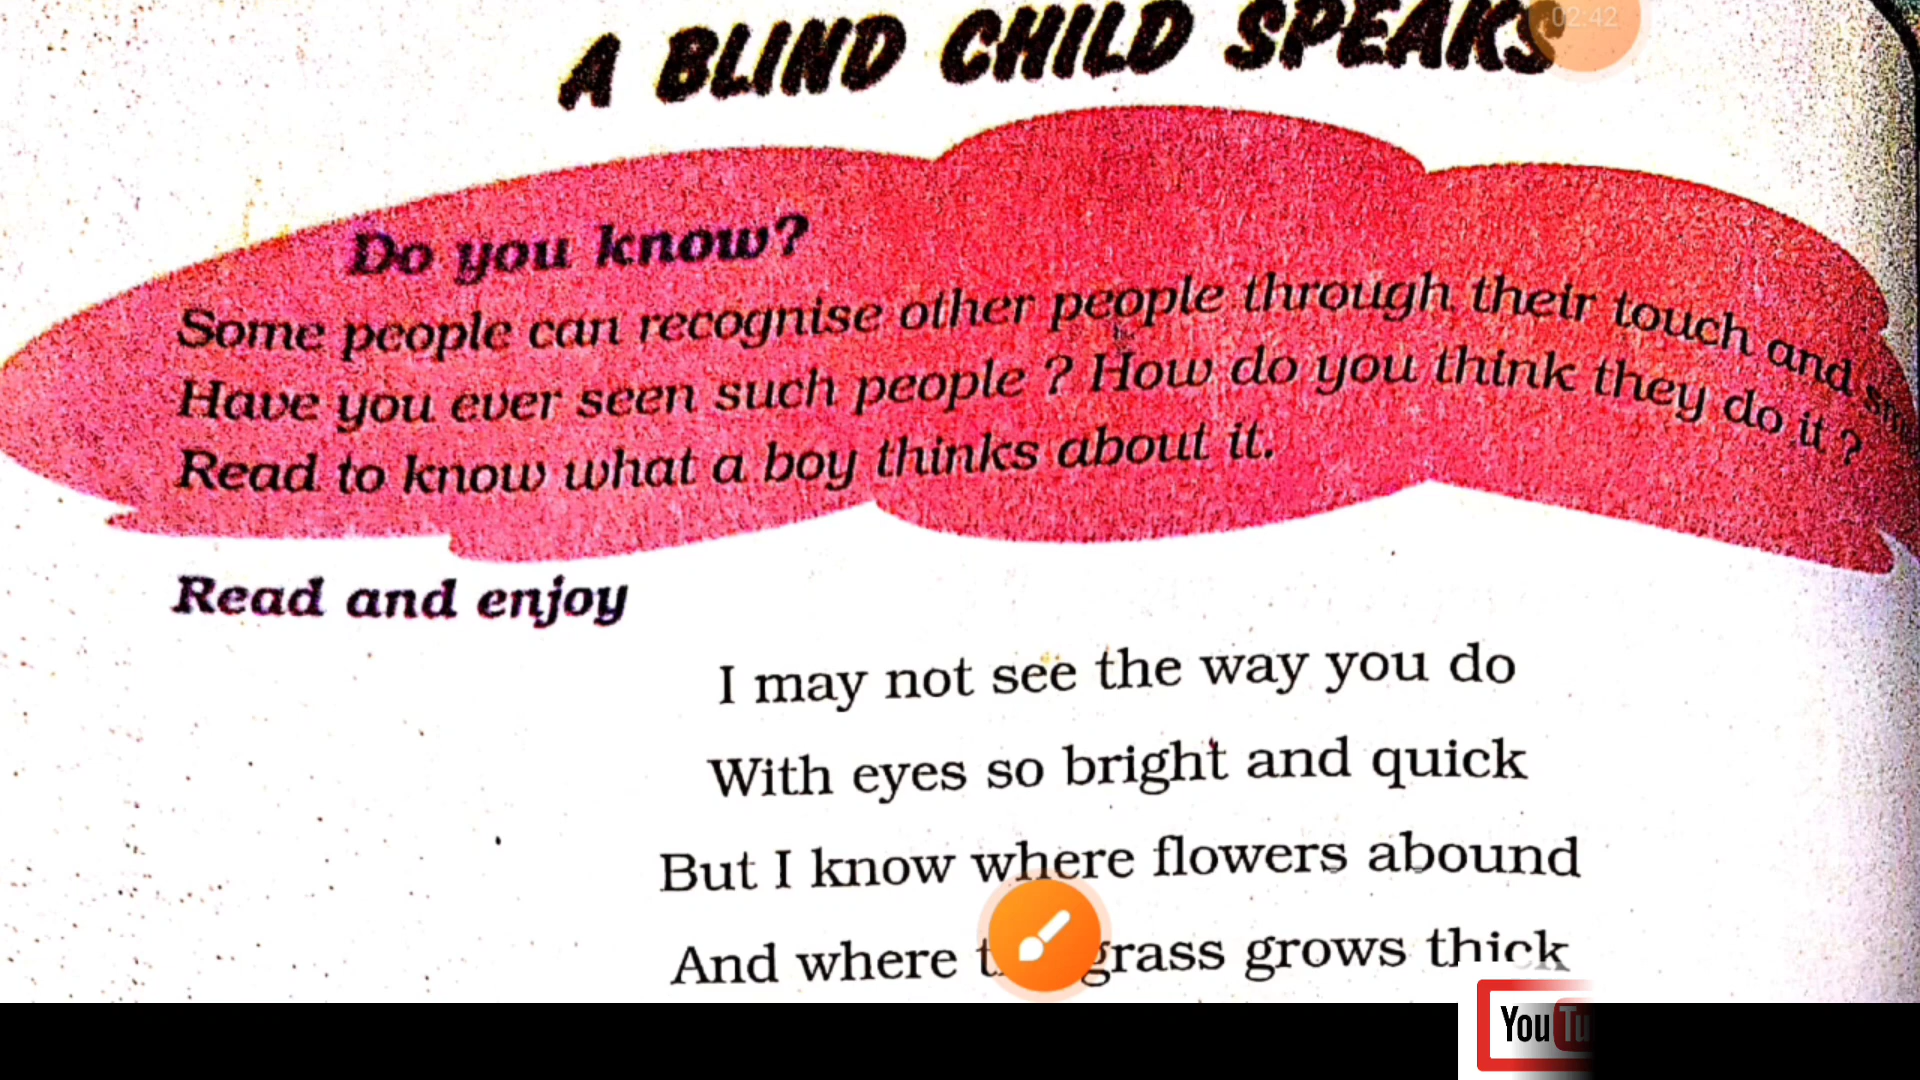 A BLIND CHILD SPEAKS
02:42
Do you know?
Some people can recognise other people through their touch and
Have you ever seen such people ? How do you think they do it ?
Read to know what a boy thinks about it.
Read and enjoy
I may not see the way you do
With eyes so bright and quick
But I know where flowers abound
And where grass grows thick
You